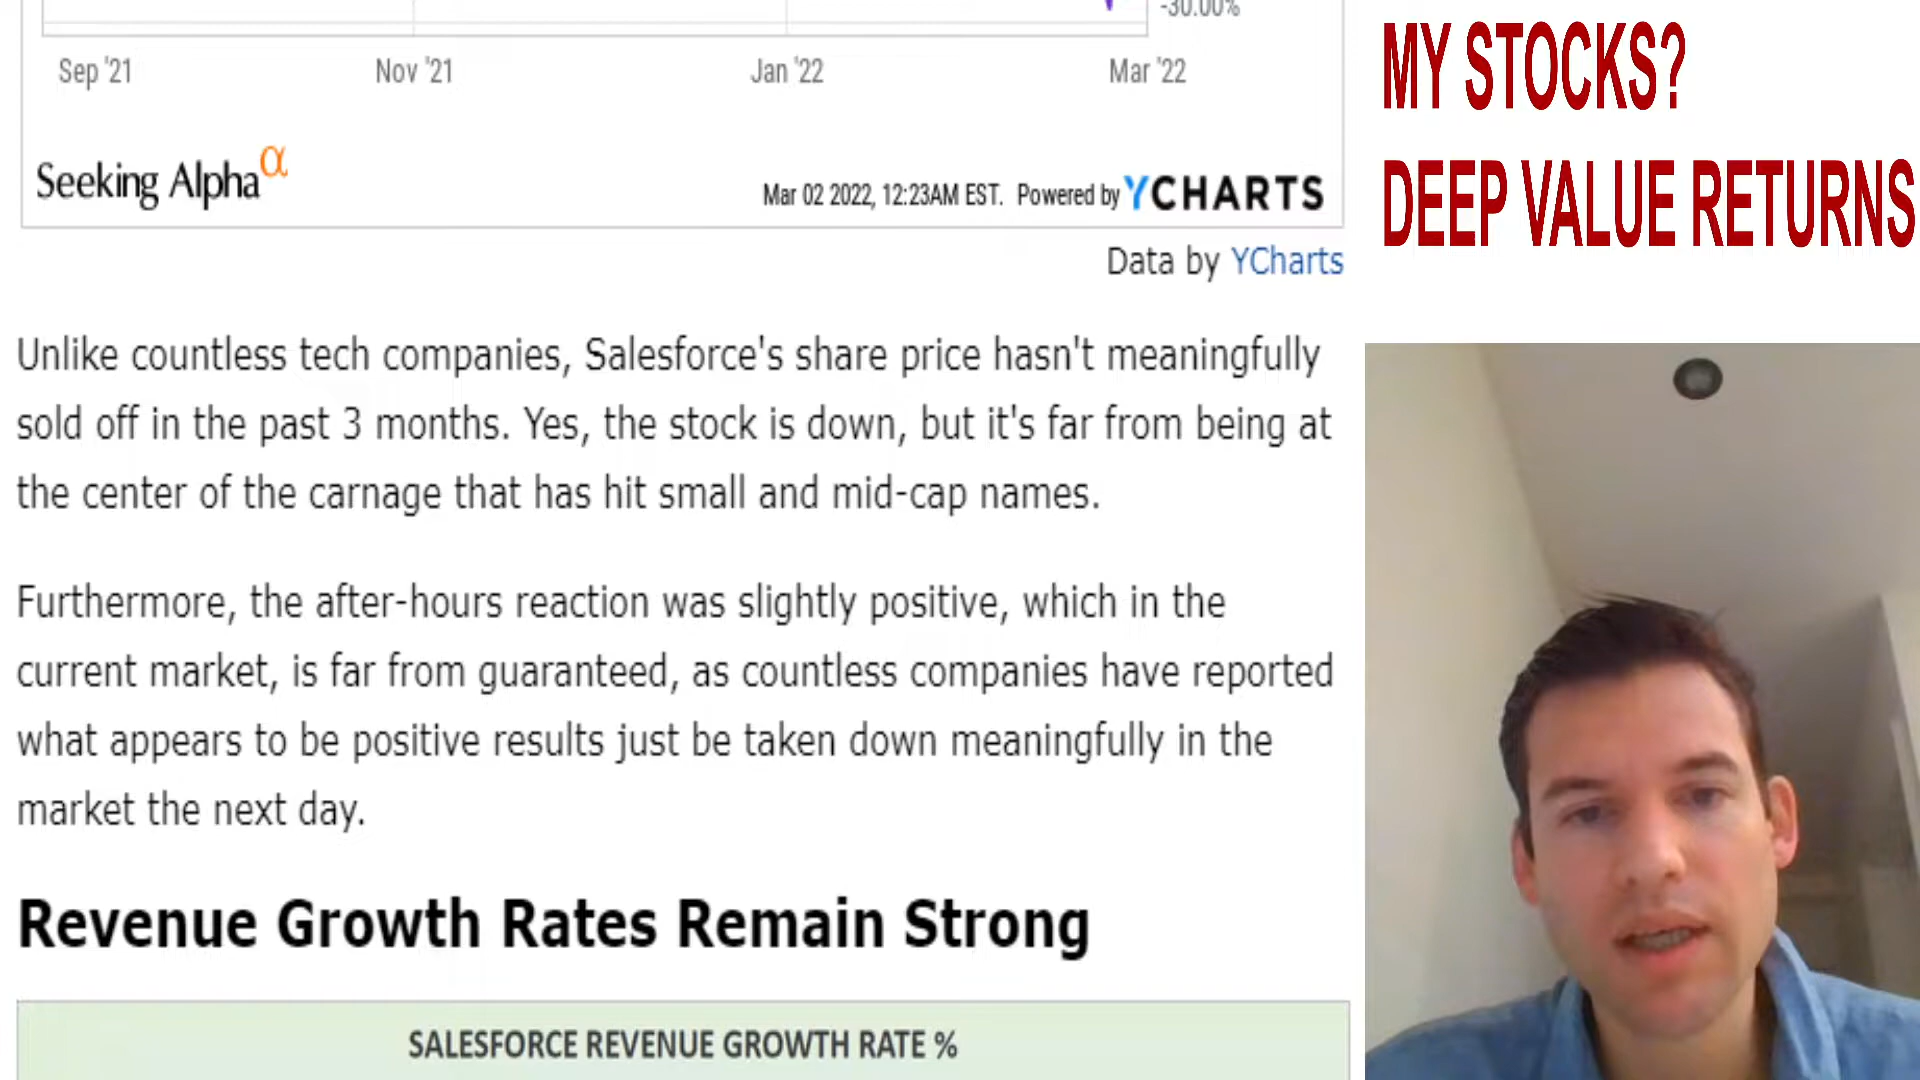 -30.00%
Sep '21
Nov '21
Jan '22
Mar '22
Seeking Alphaα
Mar 02 2022, 12:23AM EST. Powered by YCHARTS
Data by YCharts
Unlike countless tech companies, Salesforce's share price hasn't meaningfully
sold off in the past 3 months. Yes, the stock is down, but it's far from being at
the center of the carnage that has hit small and mid-cap names.
Furthermore, the after-hours reaction was slightly positive, which in the
current market, is far from guaranteed, as countless companies have reported
what appears to be positive results just be taken down meaningfully in the
market the next day.
Revenue Growth Rates Remain Strong
SALESFORCE REVENUE GROWTH RATE %
MY STOCKS?
DEEP VALUE RETURNS